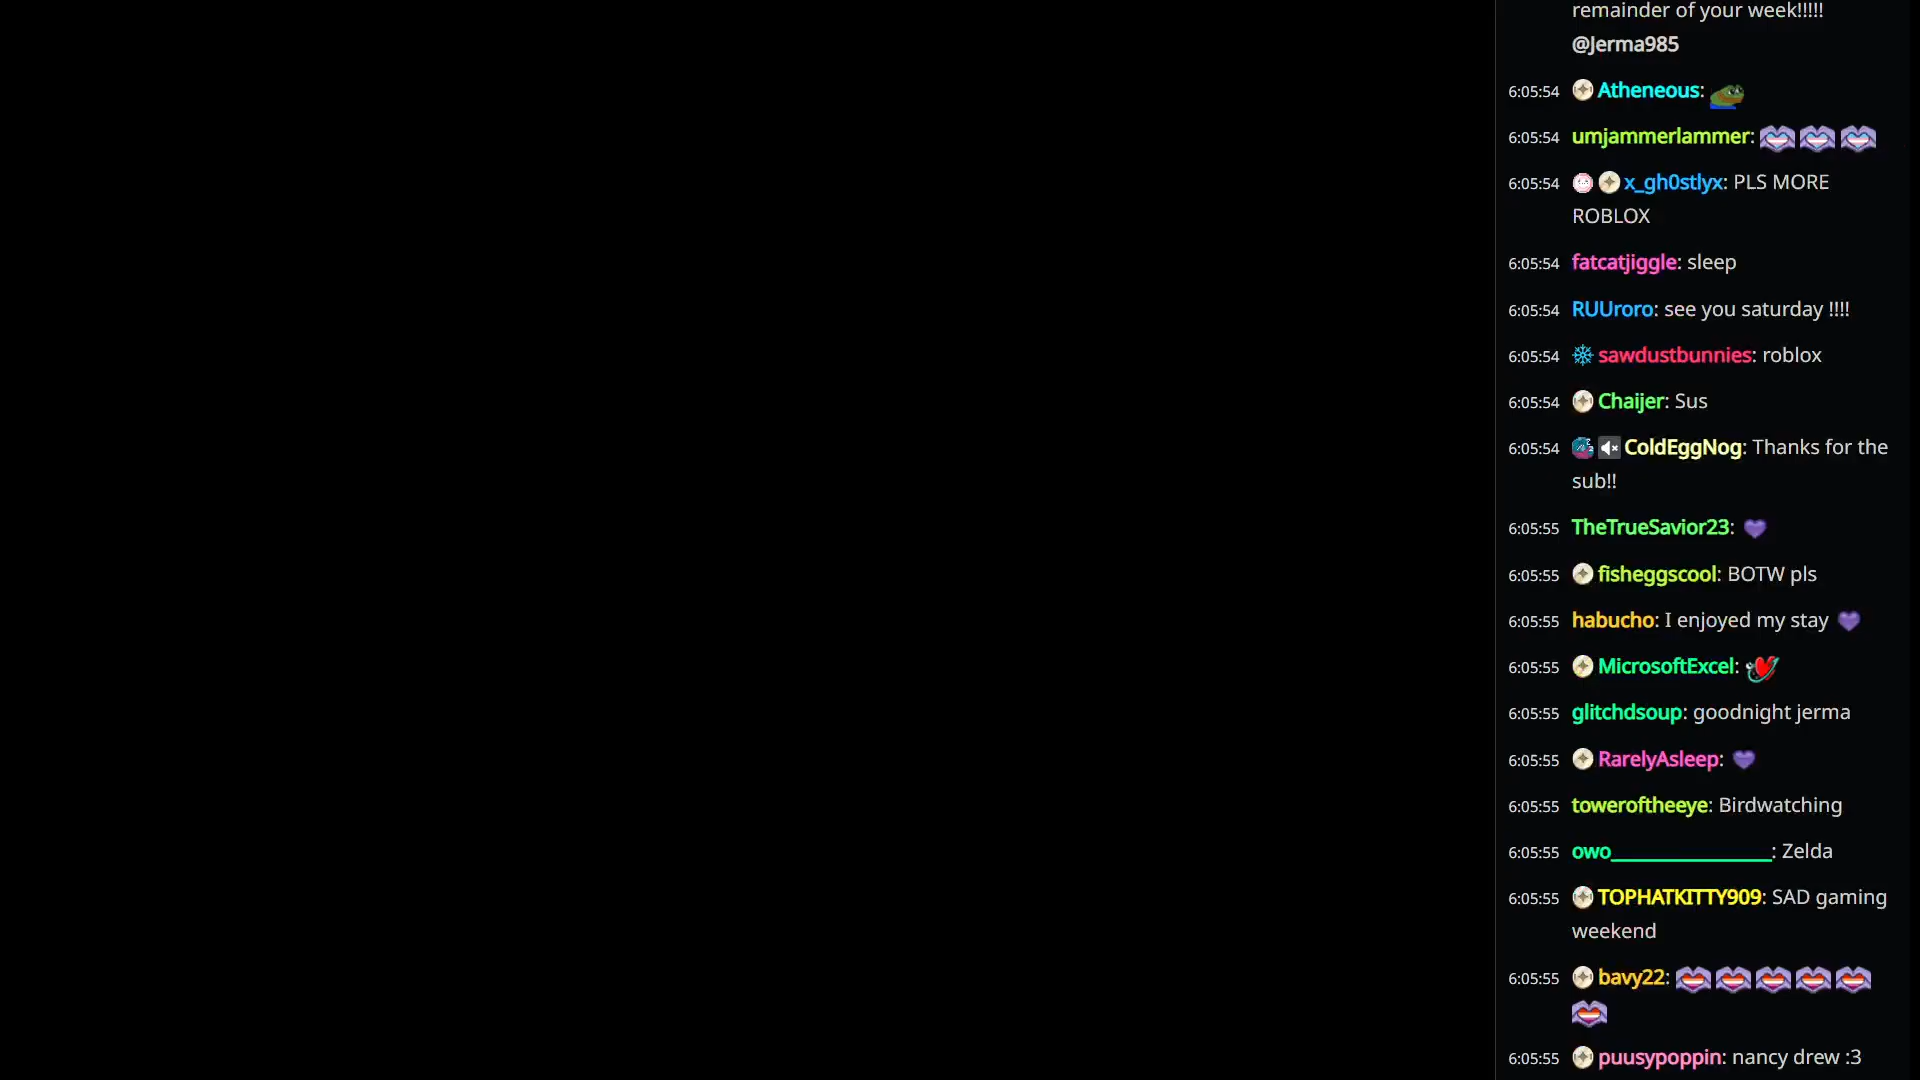 remainder of your week!!!!!
@Jerma985
6:05:54 Atheneous:
6:05:54 umjammerlammer:
6:05:54 x_gh0stlyx: PLS MORE
ROBLOX
6:05:54 fatcatjiggle: sleep
6:05:54 RUUroro: see you saturday !!!!
6:05:54 sawdustbunnies: roblox
6:05:54 Chaijer: Sus
6:05:54 ColdEggNog: Thanks for the
sub!!
6:05:55 TheTrueSavior23:
6:05:55 fisheggscool: BOTW pls
6:05:55 habucho: I enjoyed my stay
6:05:55 MicrosoftExcel:
6:05:55 glitchdsoup: goodnight jerma
6:05:55 RarelyAsleep:
6:05:55 toweroftheeye: Birdwatching
6:05:55 owo________________: Zelda
6:05:55 TOPHATKITTY909: SAD gaming
weekend
6:05:55 bavy22:
6:05:55 puusypoppin: nancy drew :3